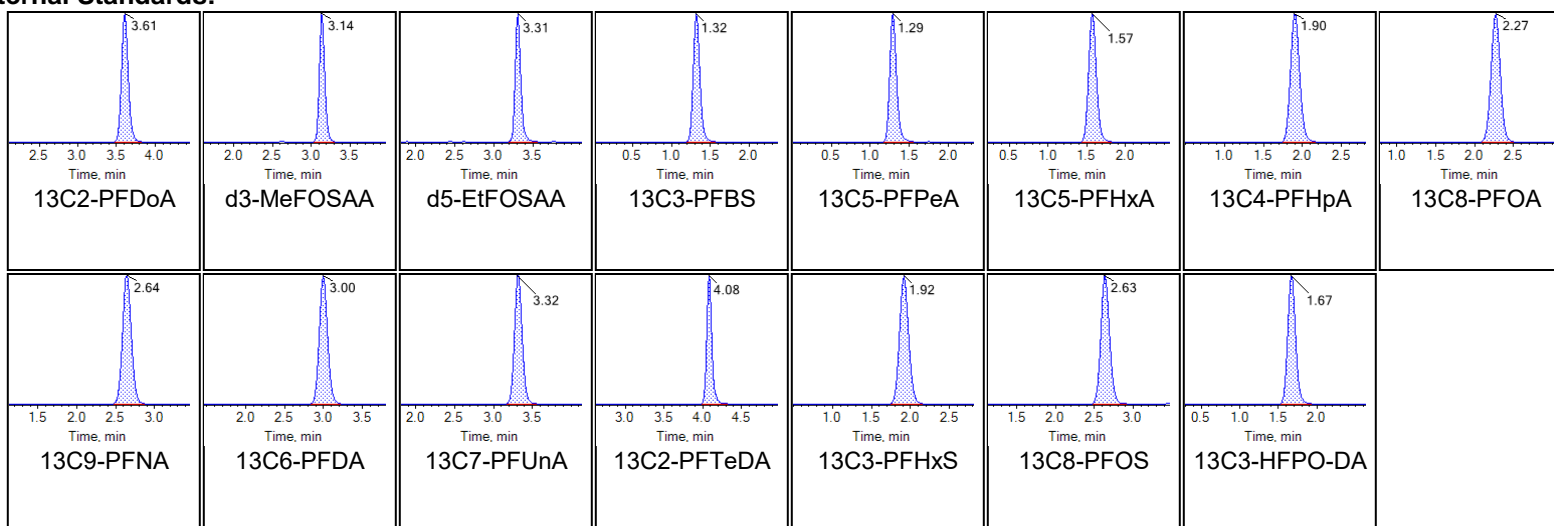 ternal Standards:
3.61
2.5 3.0 3.5 4.0
Time, min
13C2-PFDoA
3.14
2.0 2.5 3.0 3.5
Time, min
d3-MeFOSAA
3.31
2.0 2.5 3.0 3.5
Time, min
d5-EtFOSAA
1.32
0.5 1.0 1.5 2.0
Time, min
13C3-PFBS
1.29
0.5 1.0 1.5 2.0
Time, min
13C5-PFPeA
1.57
0.5 1.0 1.5 2.0
Time, min
13C5-PFHxA
1.90
1.0 1.5 2.0 2.5
Time, min
13C4-PFHpA
2.27
1.0 1.5 2.0 2.5
Time, min
13C8-PFOA
2.64
1.5 2.0 2.5 3.0
Time, min
13C9-PFNA
3.00
2.0 2.5 3.0 3.5
Time, min
13C6-PFDA
3.32
2.0 2.5 3.0 3.5
Time, min
13C7-PFUnA
4.08
3.0 3.5 4.0 4.5
Time, min
13C2-PFTeDA
1.92
1.0 1.5 2.0 2.5
Time, min
13C3-PFHxS
2.63
1.5 2.0 2.5 3.0
Time, min
13C8-PFOS
1.67
0.5 1.0 1.5 2.0
Time, min
13C3-HFPO-DA